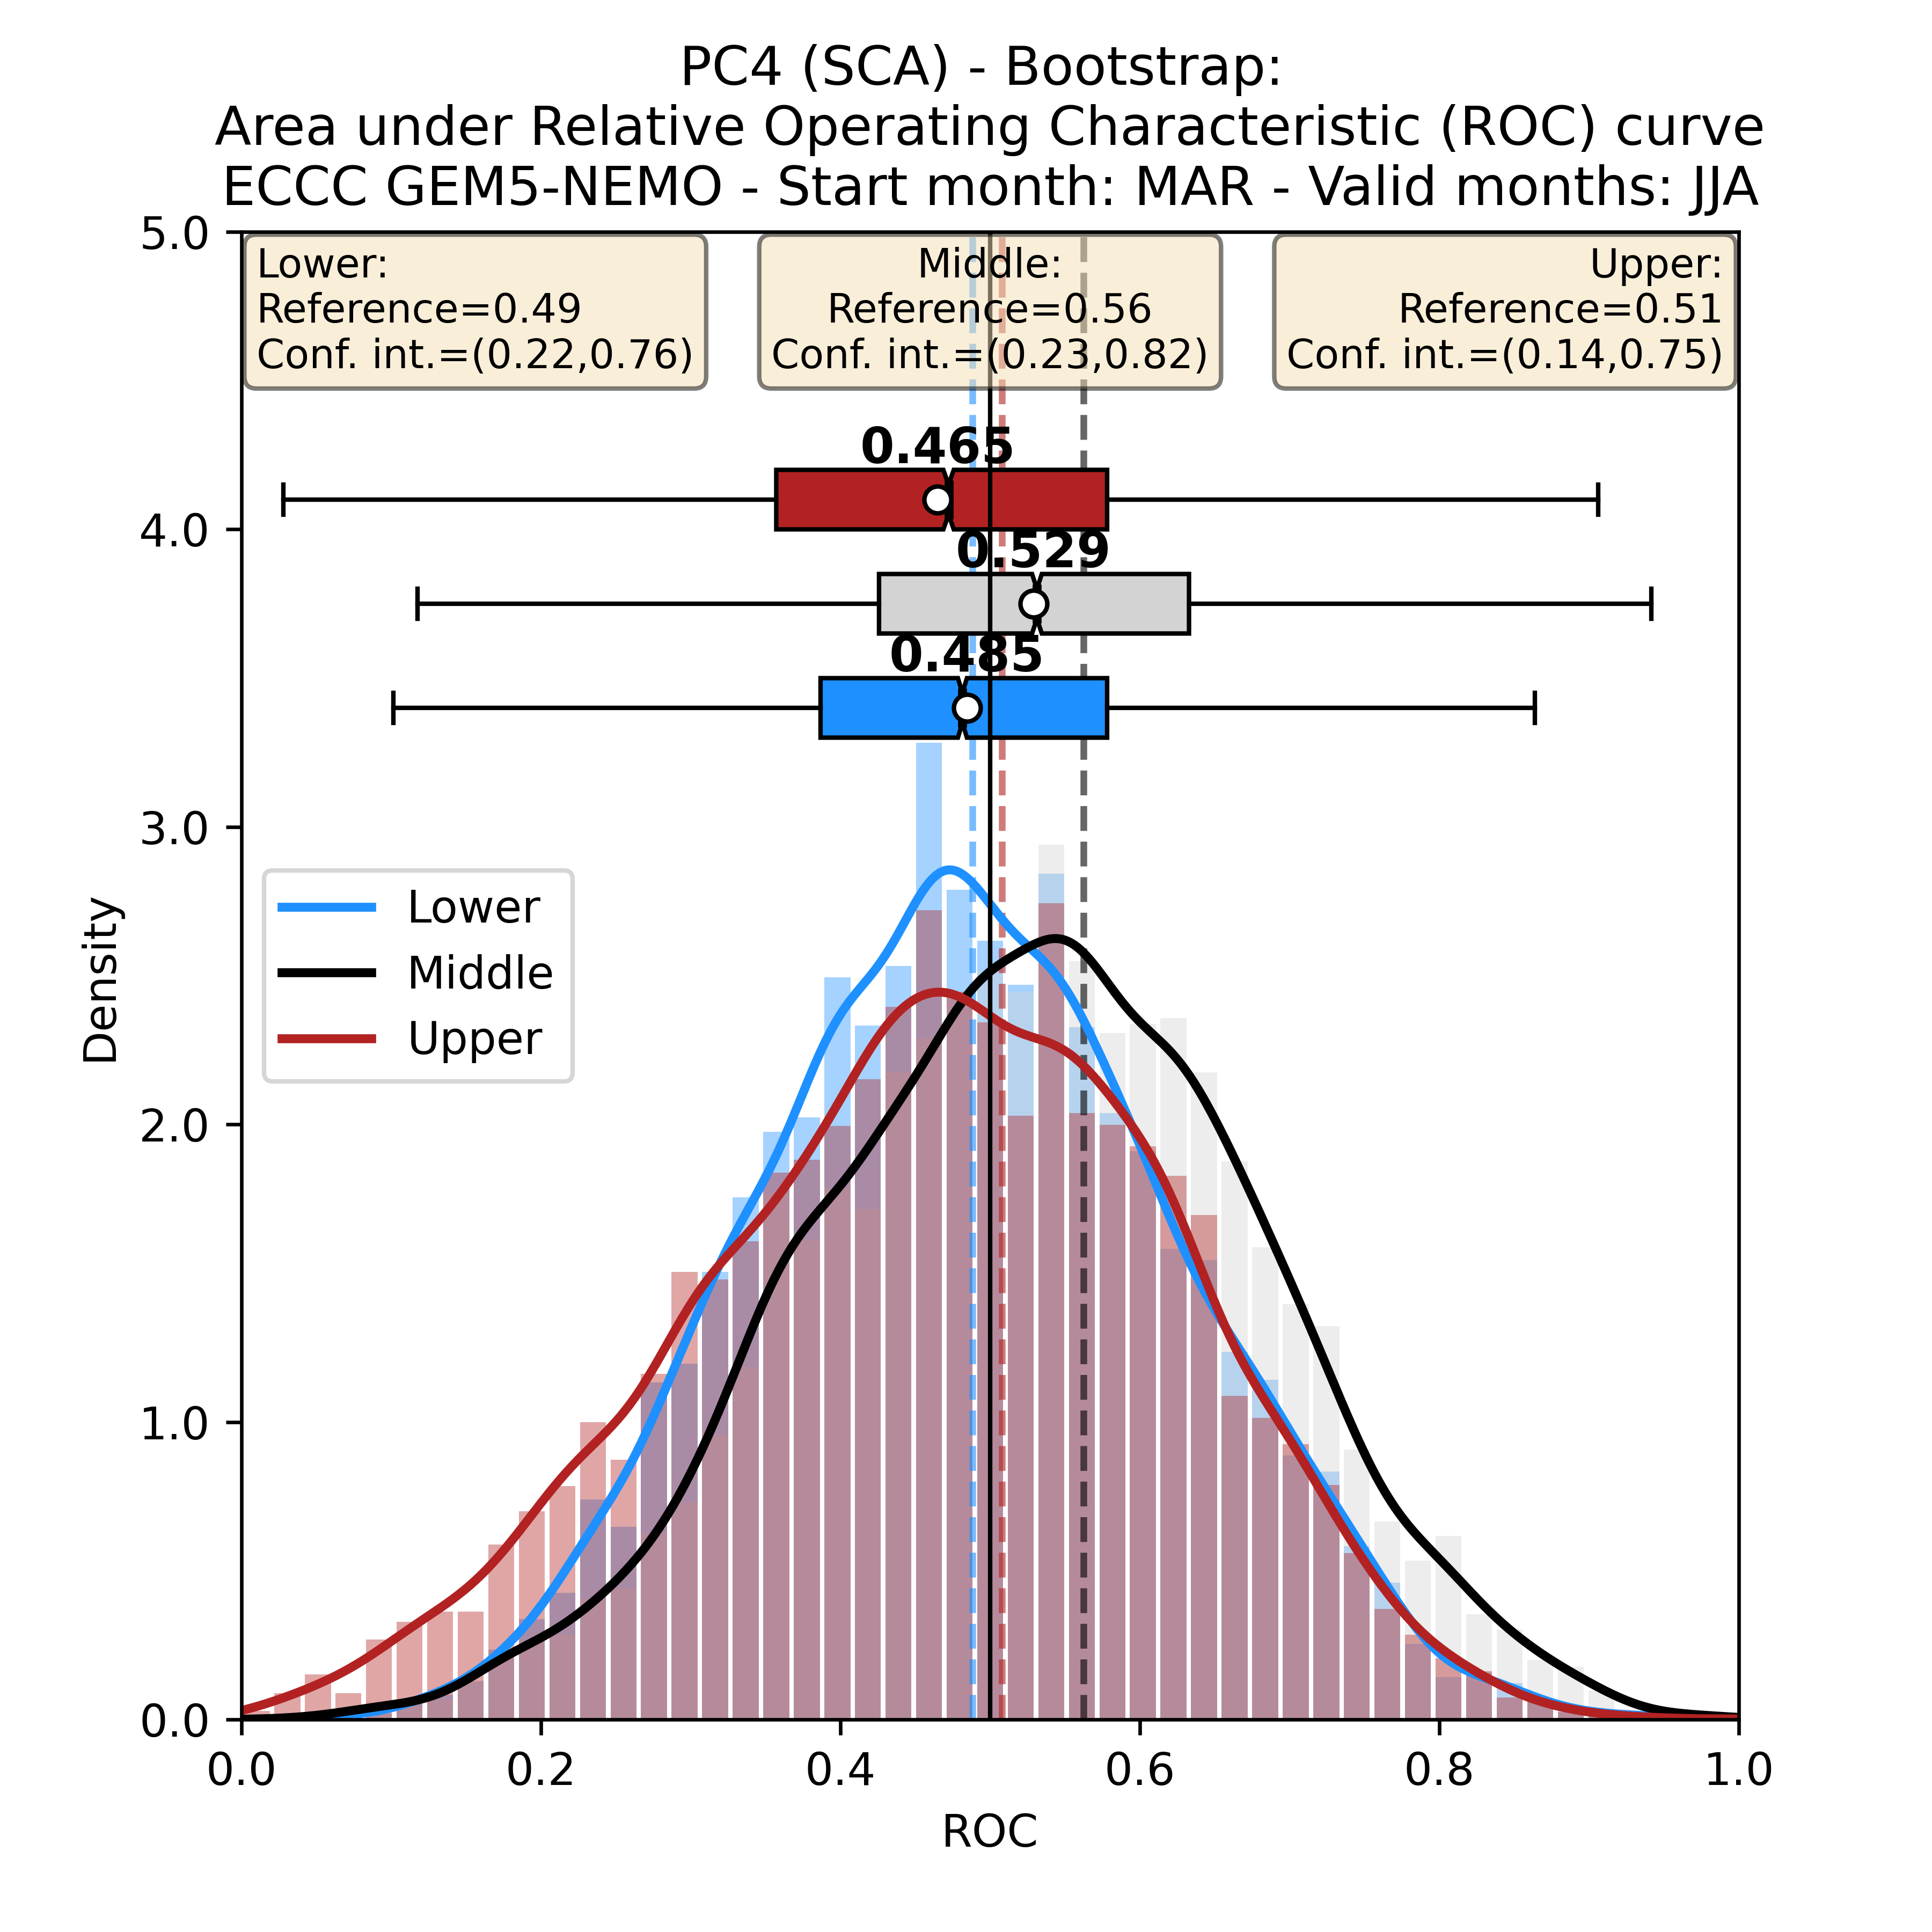 PC4 (SCA) - Bootstrap:
Area under Relative Operating Characteristic (ROC) curve
ECCC GEM5-NEMO - Start month: MAR - Valid months: JJA
Lower:
Reference=0.49
Conf. int.=(0.22,0.76)
Middle:
Reference=0.56
Conf. int.=(0.23,0.82)
Upper:
Reference=0.51
Conf. int.=(0.14,0.75)
0.465
0.529
0.485
Lower
Middle
Upper
Density
5.0
4.0
3.0
2.0
1.0
0.0
0.0 0.2 0.4 0.6 0.8 1.0
ROC